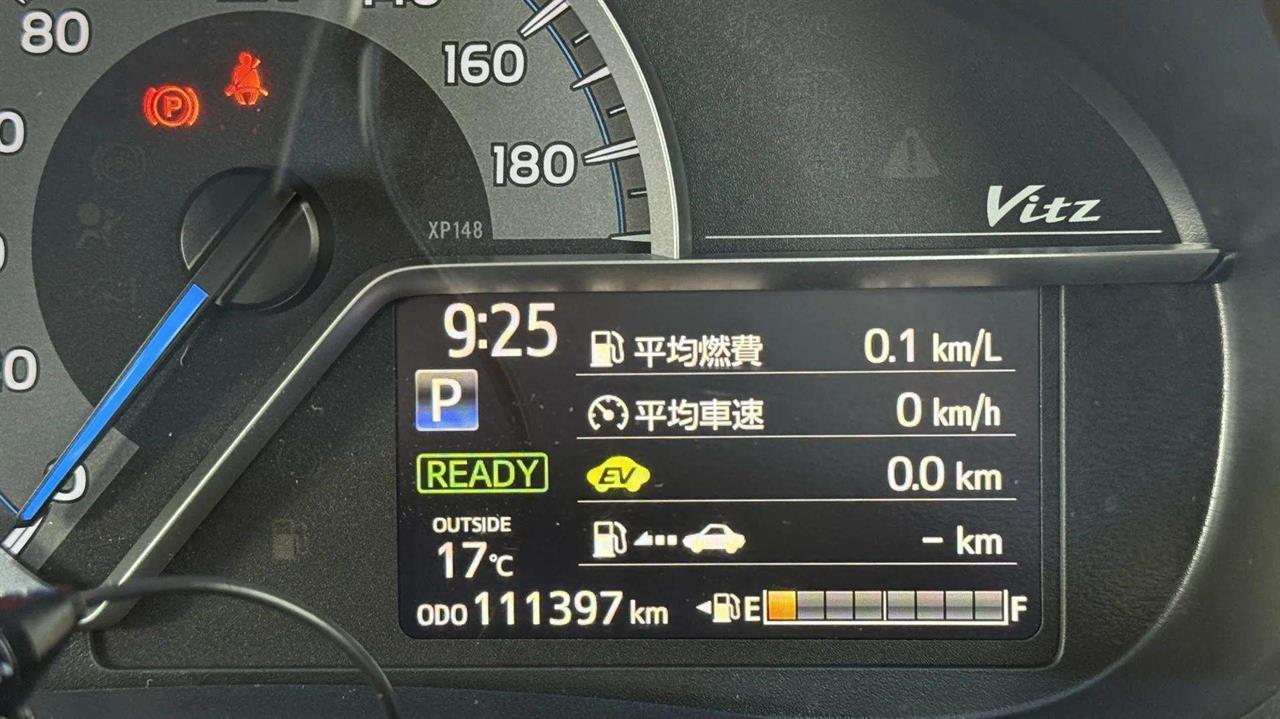 80
160
180
P
XP148
Vitz
9:25
平均燃費 0.1 km/L
P
平均車速 0 km/h
READY
EV 0.0 km
OUTSIDE
17℃
- km
ODO 111397 km
E F